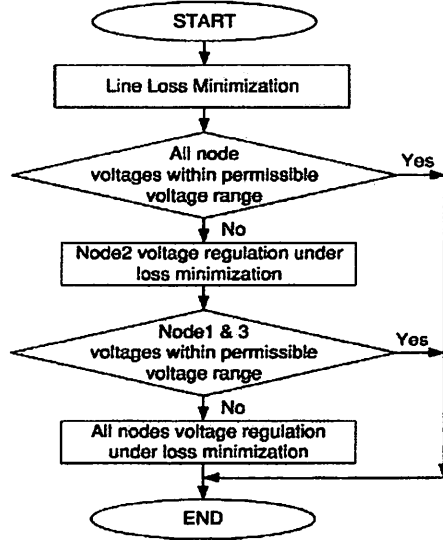 START
Line Loss Minimization
All node
voltages within permissible
voltage range
Yes
No
Node2 voltage regulation under
loss minimization
Node1 & 3
voltages within permissible
voltage range
Yes
No
All nodes voltage regulation
under loss minimization
END